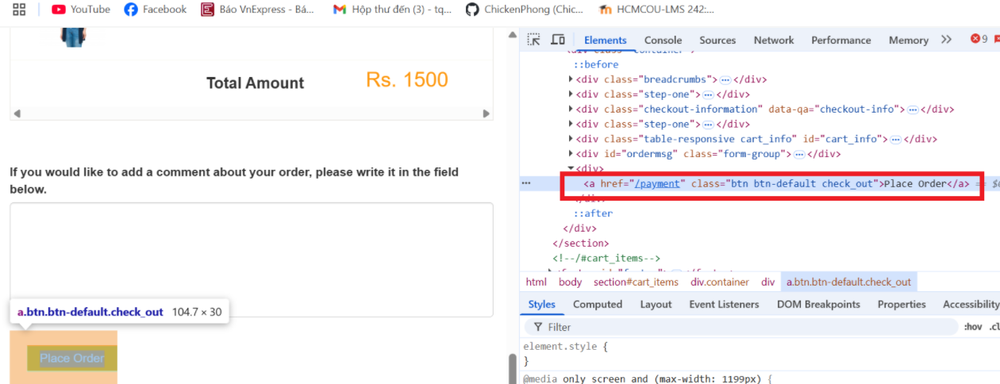 YouTube Facebook Báo VnExpress - Bá... Hộp thư đến (3) - tq... ChickenPhong (Chic... HCMCOU-LMS 242:...
Total Amount Rs. 1500
If you would like to add a comment about your order, please write it in the field
below.
a.btn.btn-default.check_out 104.7 × 30
Place Order
Elements Console Sources Network Performance Memory 9
::before
<div class="breadcrumbs"> ... </div>
<div class="step-one"> ... </div>
<div class="checkout-information" data-qa="checkout-info"> ... </div>
<div class="step-one"> ... </div>
<div class="table-responsive cart_info" id="cart_info"> ... </div>
<div id="ordermsg" class="form-group"> ... </div>
<div>
... <a href="/payment" class="btn btn-default check_out">Place Order</a> ==
::after
</div>
</section>
<!--/#cart_items-->
html body section#cart_items div.container div a.btn.btn-default.check_out
Styles Computed Layout Event Listeners DOM Breakpoints Properties Accessibility
Filter :hov
element.style {
}
@media only screen and (max-width: 1199px) {